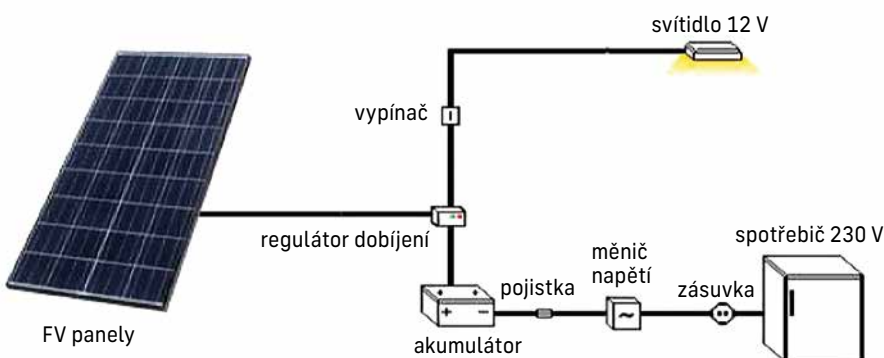 svítidlo 12 V
vypínač
regulátor dobíjení
spotřebič 230 V
měnič
napětí
pojistka
zásuvka
FV panely
akumulátor
+ −
~